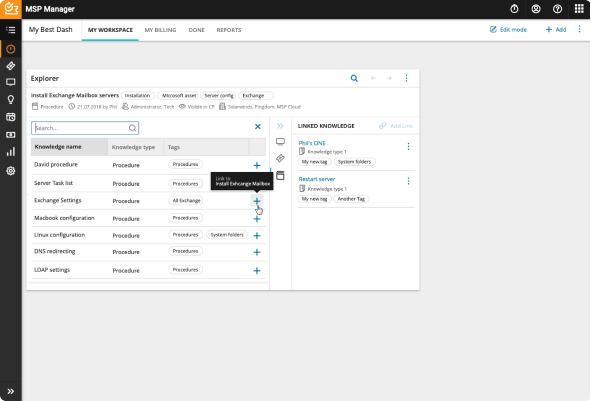 MSP Manager
My Best Dash MY WORKSPACE MY BILLING DONE REPORTS Edit mode Add
Explorer
Install Exchange Mailbox servers Installation Microsoft asset Server config Exchange
Procedure 21.07.2018 by Phil Administrator, Tech Visible in CP Solarwinds, Pingdom, MSP Cloud
Search...
LINKED KNOWLEDGE Add Link
Knowledge name Knowledge type Tags
Phil's ONE
Knowledge type 1
My new tag System folders
David procedure Procedure Procedures
Server Task list Procedure Procedures
Link to
Install Exhcange Mailbox
Restart server
Knowledge type 1
My new tag Another Tag
Exchange Settings Procedure All Exchange
Macbook configuration Procedure Procedures
Linux configuration Procedure Procedures System folders
DNS redirecting Procedure Procedures
LDAP settings Procedure Procedures